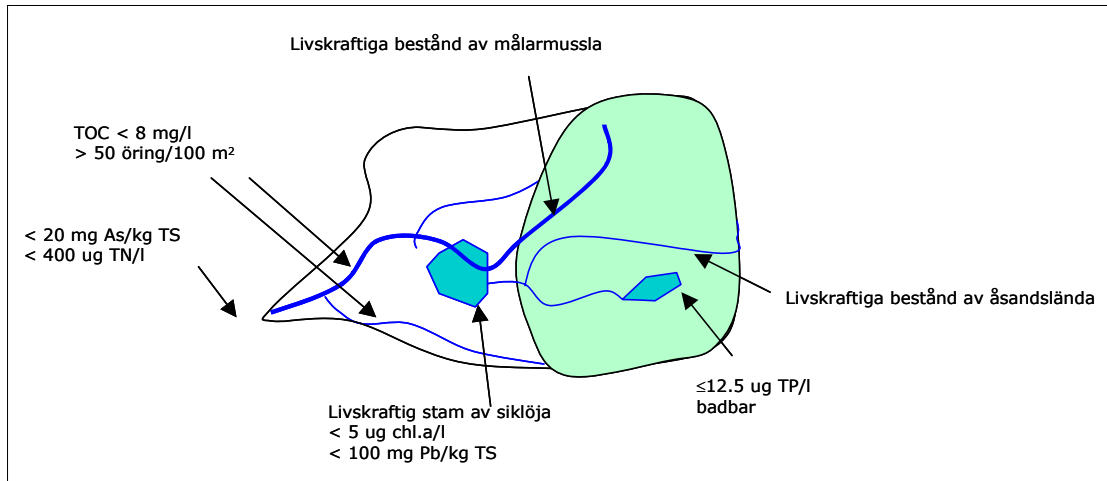 Livskraftiga bestånd av målarmussla
TOC < 8 mg/l
> 50 öring/100 m²
< 20 mg As/kg TS
< 400 ug TN/l
Livskraftiga bestånd av åsandslända
≤12.5 ug TP/l
badbar
Livskraftig stam av siklöja
< 5 ug chl.a/l
< 100 mg Pb/kg TS